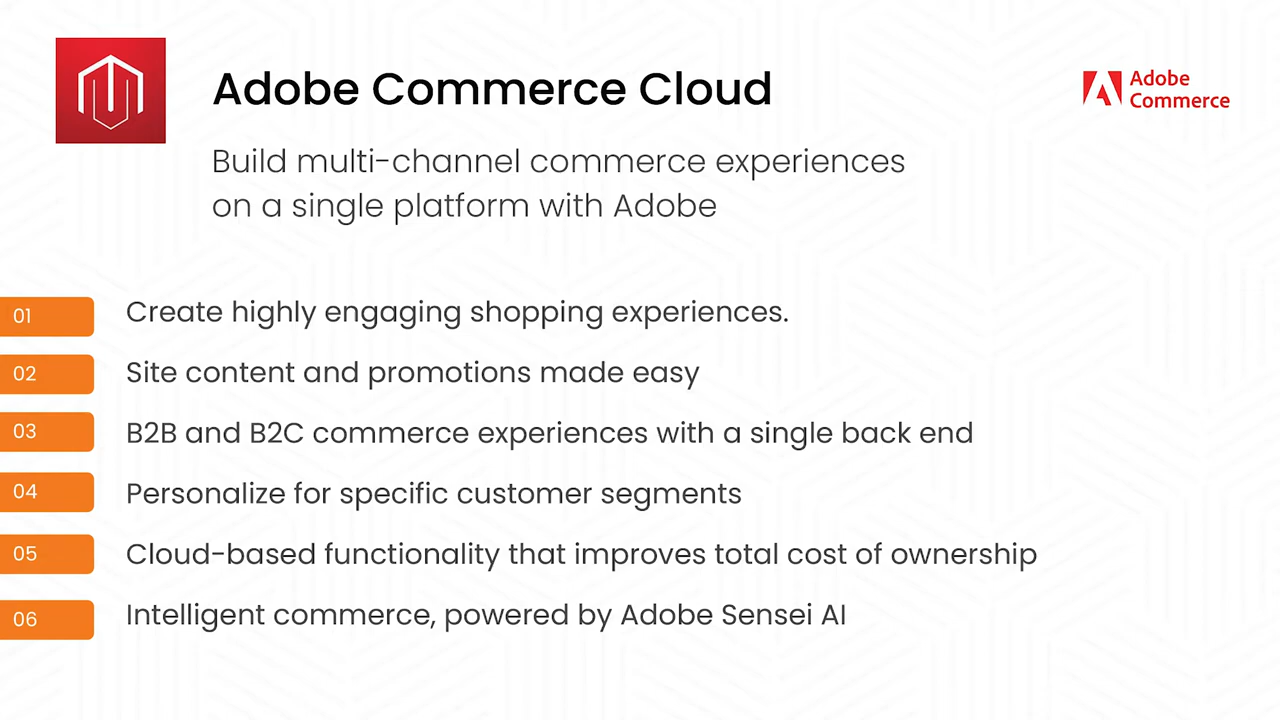 Adobe Commerce Cloud
Adobe
Commerce
Build multi-channel commerce experiences
on a single platform with Adobe
01 Create highly engaging shopping experiences.
02 Site content and promotions made easy
03 B2B and B2C commerce experiences with a single back end
04 Personalize for specific customer segments
05 Cloud-based functionality that improves total cost of ownership
06 Intelligent commerce, powered by Adobe Sensei AI